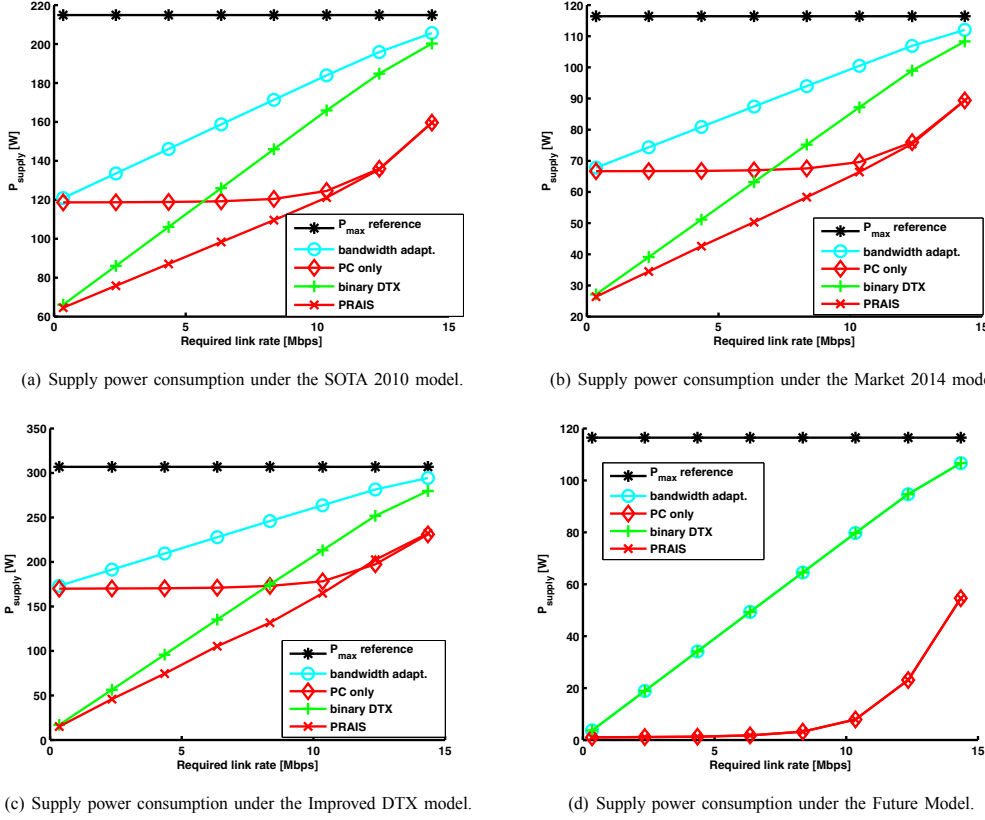 220
200
180
160
140
120
100
80
60
P_supply [W]
0
5
10
15
Required link rate [Mbps]
P_max reference
bandwidth adapt.
PC only
binary DTX
PRAIS
(a) Supply power consumption under the SOTA 2010 model.
120
110
100
90
80
70
60
50
40
30
20
P_supply [W]
0
5
10
15
Required link rate [Mbps]
P_max reference
bandwidth adapt.
PC only
binary DTX
PRAIS
(b) Supply power consumption under the Market 2014 mode
350
300
250
200
150
100
50
0
P_supply [W]
0
5
10
15
Required link rate [Mbps]
P_max reference
bandwidth adapt.
PC only
binary DTX
PRAIS
(c) Supply power consumption under the Improved DTX model.
120
100
80
60
40
20
0
P_supply [W]
0
5
10
15
Required link rate [Mbps]
P_max reference
bandwidth adapt.
PC only
binary DTX
PRAIS
(d) Supply power consumption under the Future Model.